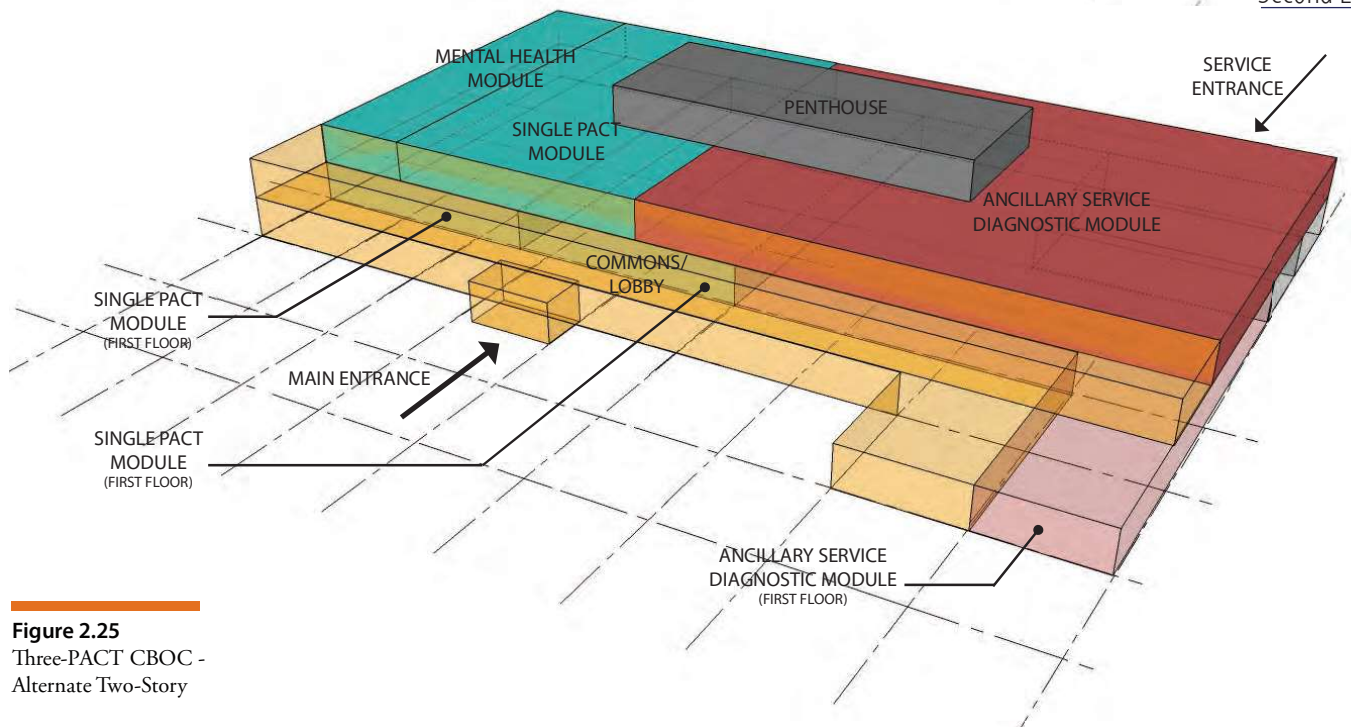 Second L
MENTAL HEALTH
MODULE
SERVICE
ENTRANCE
PENTHOUSE
SINGLE PACT
MODULE
ANCILLARY SERVICE
DIAGNOSTIC MODULE
COMMONS/
LOBBY
SINGLE PACT
MODULE
(FIRST FLOOR)
MAIN ENTRANCE
SINGLE PACT
MODULE
(FIRST FLOOR)
ANCILLARY SERVICE
DIAGNOSTIC MODULE
(FIRST FLOOR)
Figure 2.25
Three-PACT CBOC -
Alternate Two-Story